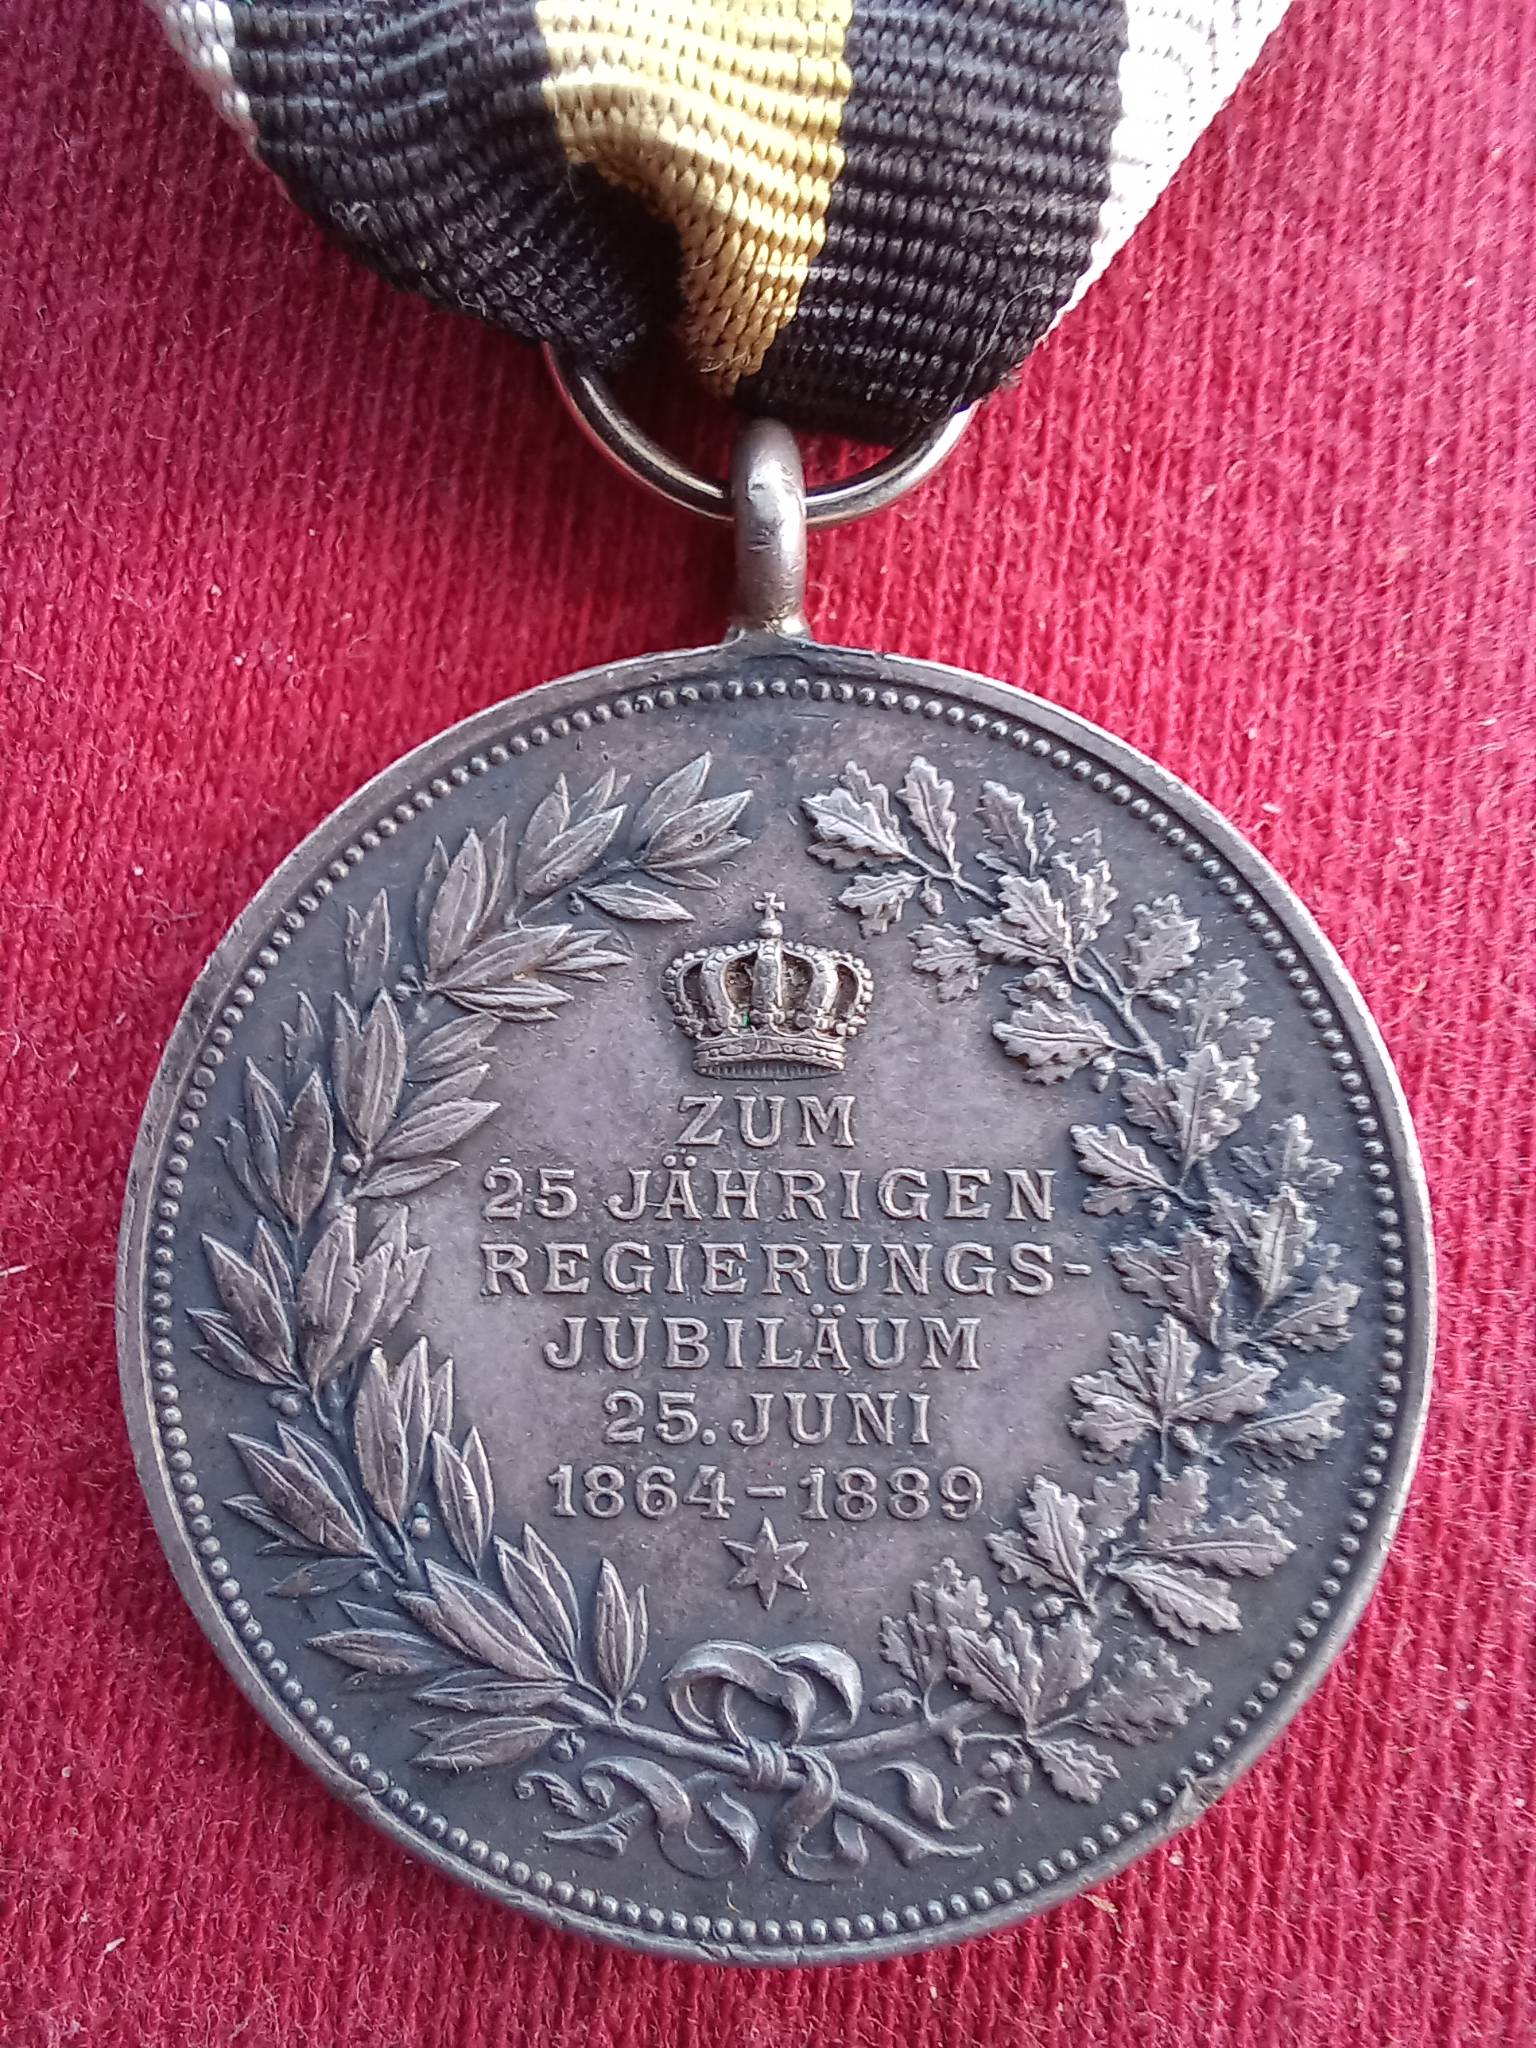 ZUM
25 JÄHRIGEN
REGIERUNGS-
JUBILÄUM
25. JUNI
1864-1889